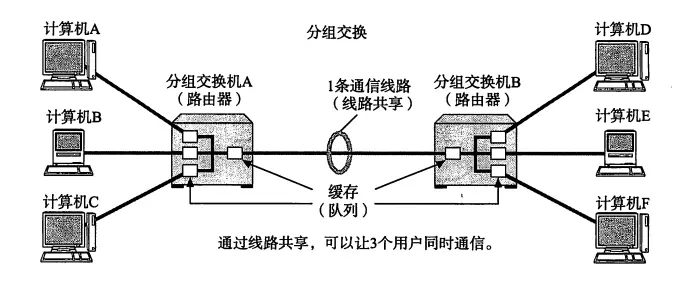 分组交换
计算机A
计算机B
计算机C
分组交换机A
（路由器）
1条通信线路
（线路共享）
分组交换机B
（路由器）
计算机D
计算机E
计算机F
缓存
（队列）
通过线路共享，可以让3个用户同时通信。